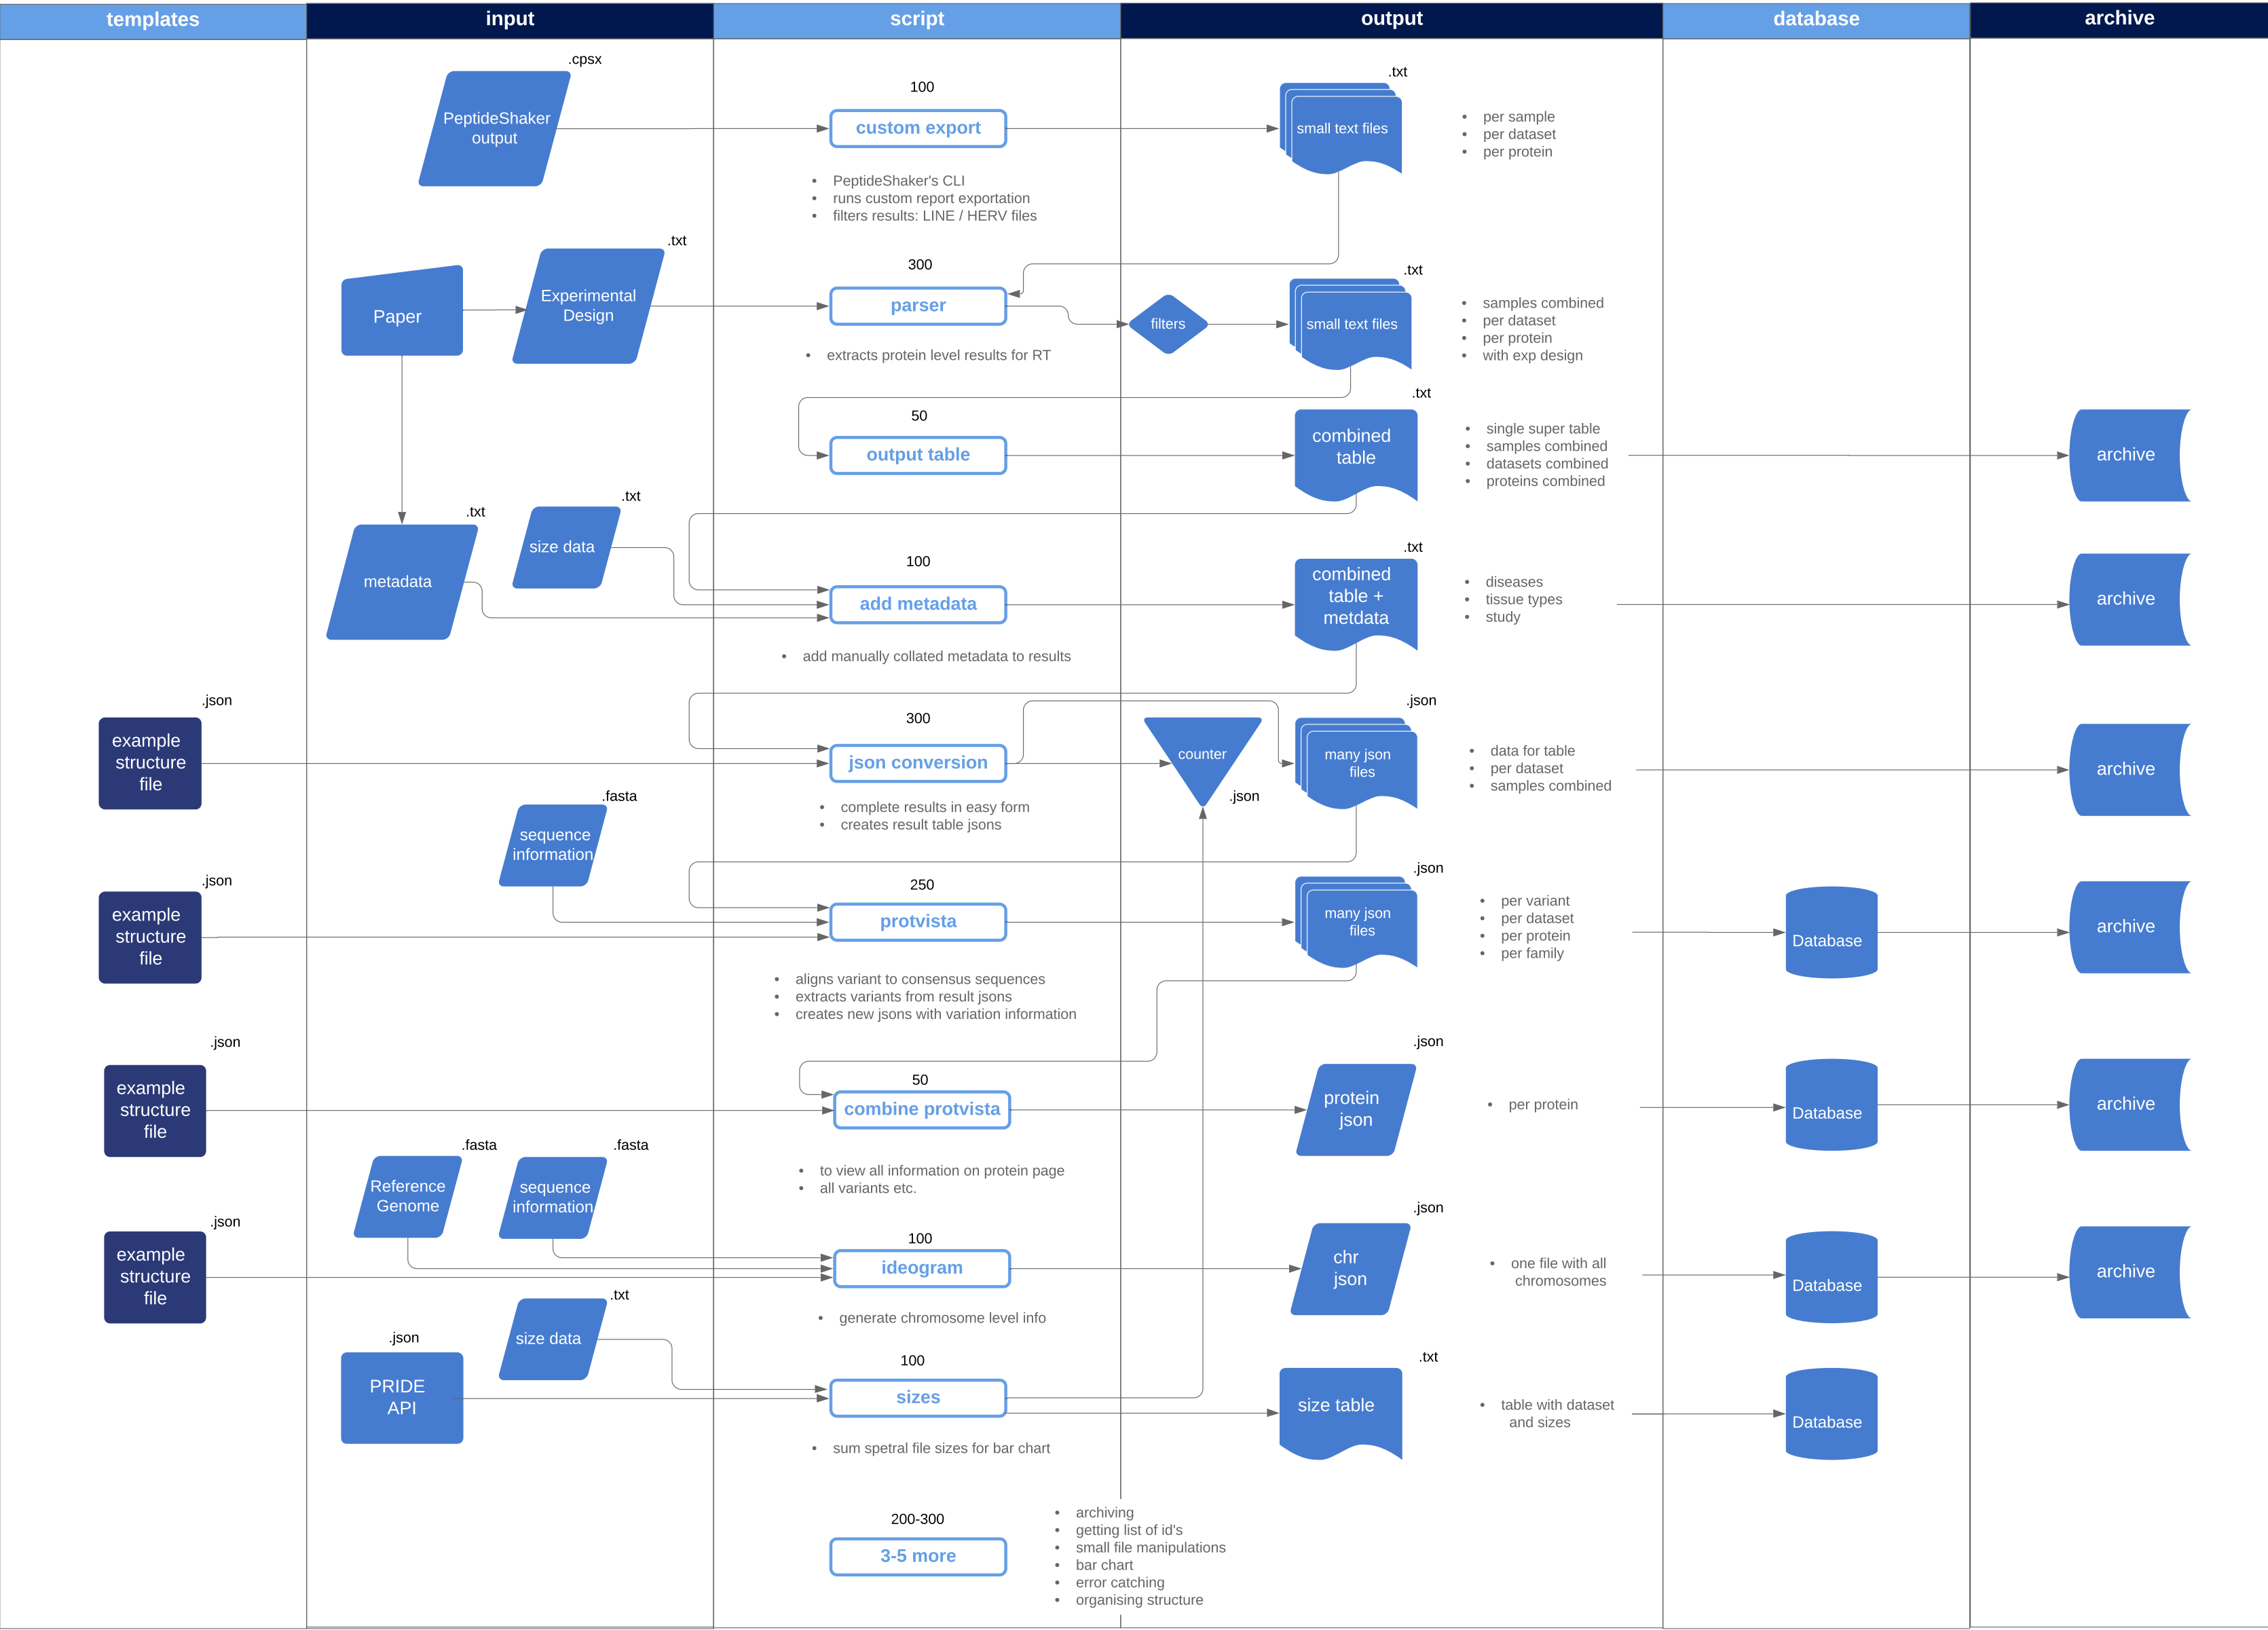 templates
input
script
output
database
archive
.cpsx
PeptideShaker
output
100
custom export
• PeptideShaker's CLI
• runs custom report exportation
• filters results: LINE / HERV files
.txt
small text files
• per sample
• per dataset
• per protein
Paper
.txt
Experimental
Design
300
parser
• extracts protein level results for RT
filters
.txt
small text files
• samples combined
• per dataset
• per protein
• with exp design
50
output table
.txt
combined
table
• single super table
• samples combined
• datasets combined
• proteins combined
archive
.txt
metadata
.txt
size data
100
add metadata
• add manually collated metadata to results
.txt
combined
table +
metdata
• diseases
• tissue types
• study
archive
.json
example
structure
file
300
json conversion
• complete results in easy form
• creates result table jsons
counter
.json
.json
many json
files
• data for table
• per dataset
• samples combined
archive
.json
example
structure
file
.fasta
sequence
information
250
protvista
• aligns variant to consensus sequences
• extracts variants from result jsons
• creates new jsons with variation information
.json
many json
files
• per variant
• per dataset
• per protein
• per family
Database
archive
.json
example
structure
file
50
combine protvista
• to view all information on protein page
• all variants etc.
.json
protein
json
• per protein
Database
archive
.json
example
structure
file
.fasta
Reference
Genome
.fasta
sequence
information
100
ideogram
• generate chromosome level info
.json
chr
json
• one file with all
chromosomes
Database
archive
.json
PRIDE
API
.txt
size data
100
sizes
• sum spetral file sizes for bar chart
.txt
size table
• table with dataset
and sizes
Database
200-300
3-5 more
• archiving
• getting list of id's
• small file manipulations
• bar chart
• error catching
• organising structure